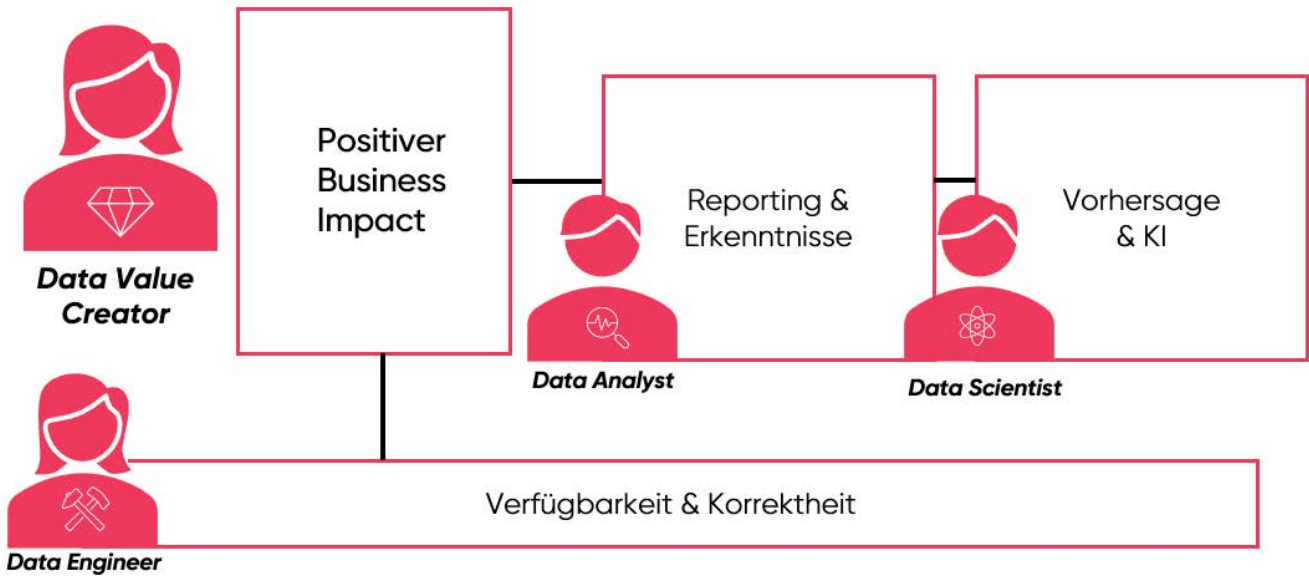 Positiver
Business
Impact
Data Value
Creator
Reporting &
Erkenntnisse
Data Analyst
Vorhersage
& KI
Data Scientist
Verfügbarkeit & Korrektheit
Data Engineer